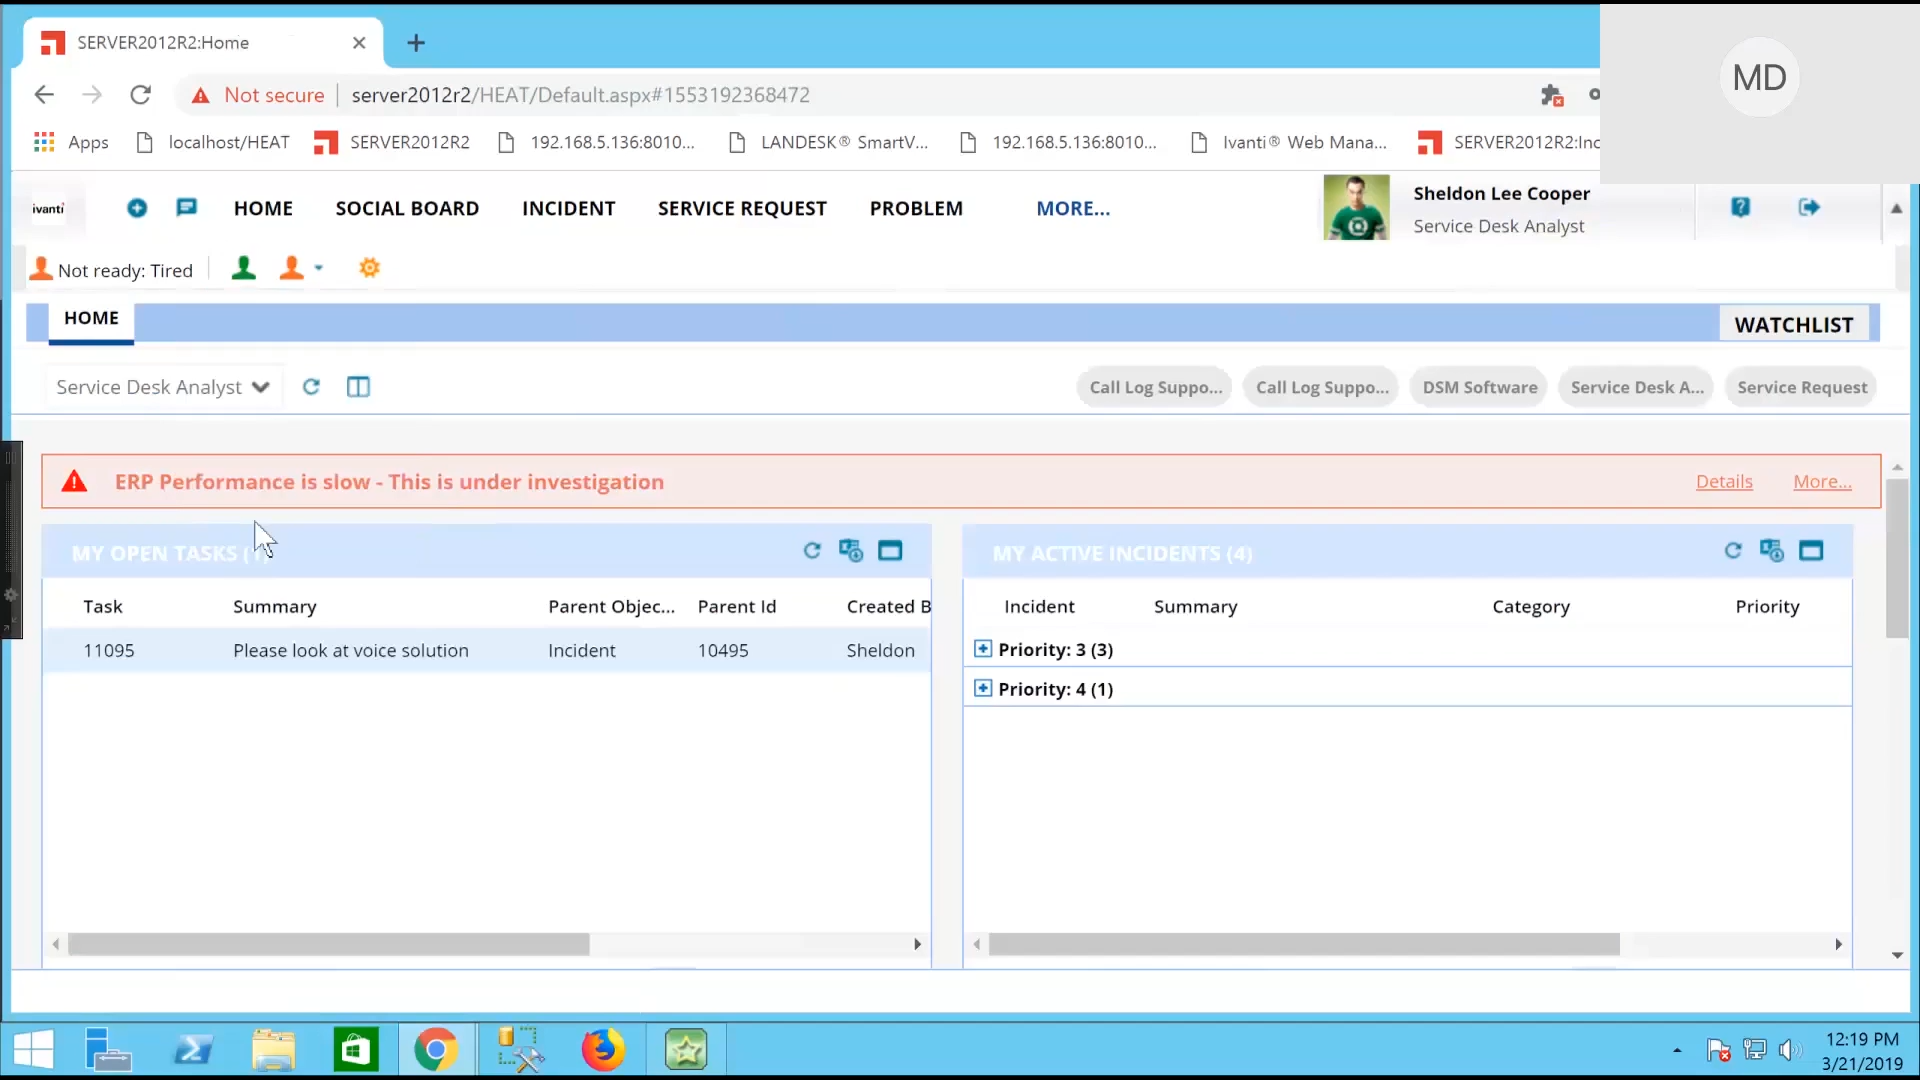 SERVER2012R2:Home
MD
Not secure server2012r2/HEAT/Default.aspx#1553192368472
Apps localhost/HEAT SERVER2012R2 192.168.5.136:8010... LANDESK® SmartV... 192.168.5.136:8010... Ivanti® Web Mana... SERVER2012R2:Inc
ivanti HOME SOCIAL BOARD INCIDENT SERVICE REQUEST PROBLEM MORE... Sheldon Lee Cooper
Service Desk Analyst
Not ready: Tired
HOME WATCHLIST
Service Desk Analyst Call Log Suppo... Call Log Suppo... DSM Software Service Desk A... Service Request
ERP Performance is slow - This is under investigation Details More...
MY OPEN TASKS (1) MY ACTIVE INCIDENTS (4)
Task Summary Parent Objec... Parent Id Created B Incident Summary Category Priority
11095 Please look at voice solution Incident 10495 Sheldon Priority: 3 (3)
Priority: 4 (1)
12:19 PM
3/21/2019